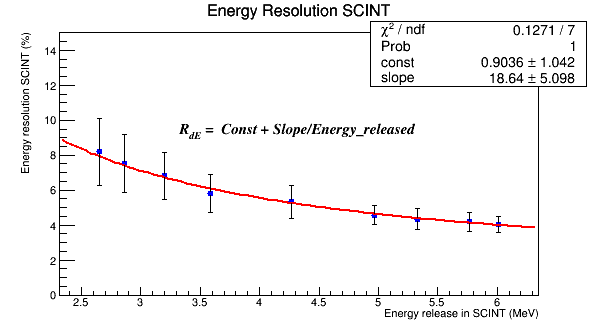 Energy Resolution SCINT
χ² / ndf 0.1271 / 7
Prob 1
const 0.9036 ± 1.042
slope 18.64 ± 5.098
Energy resolution SCINT (%)
14
12
10
8
6
4
2
0
R_dE = Const + Slope/Energy_released
2.5 3 3.5 4 4.5 5 5.5 6
Energy release in SCINT (MeV)